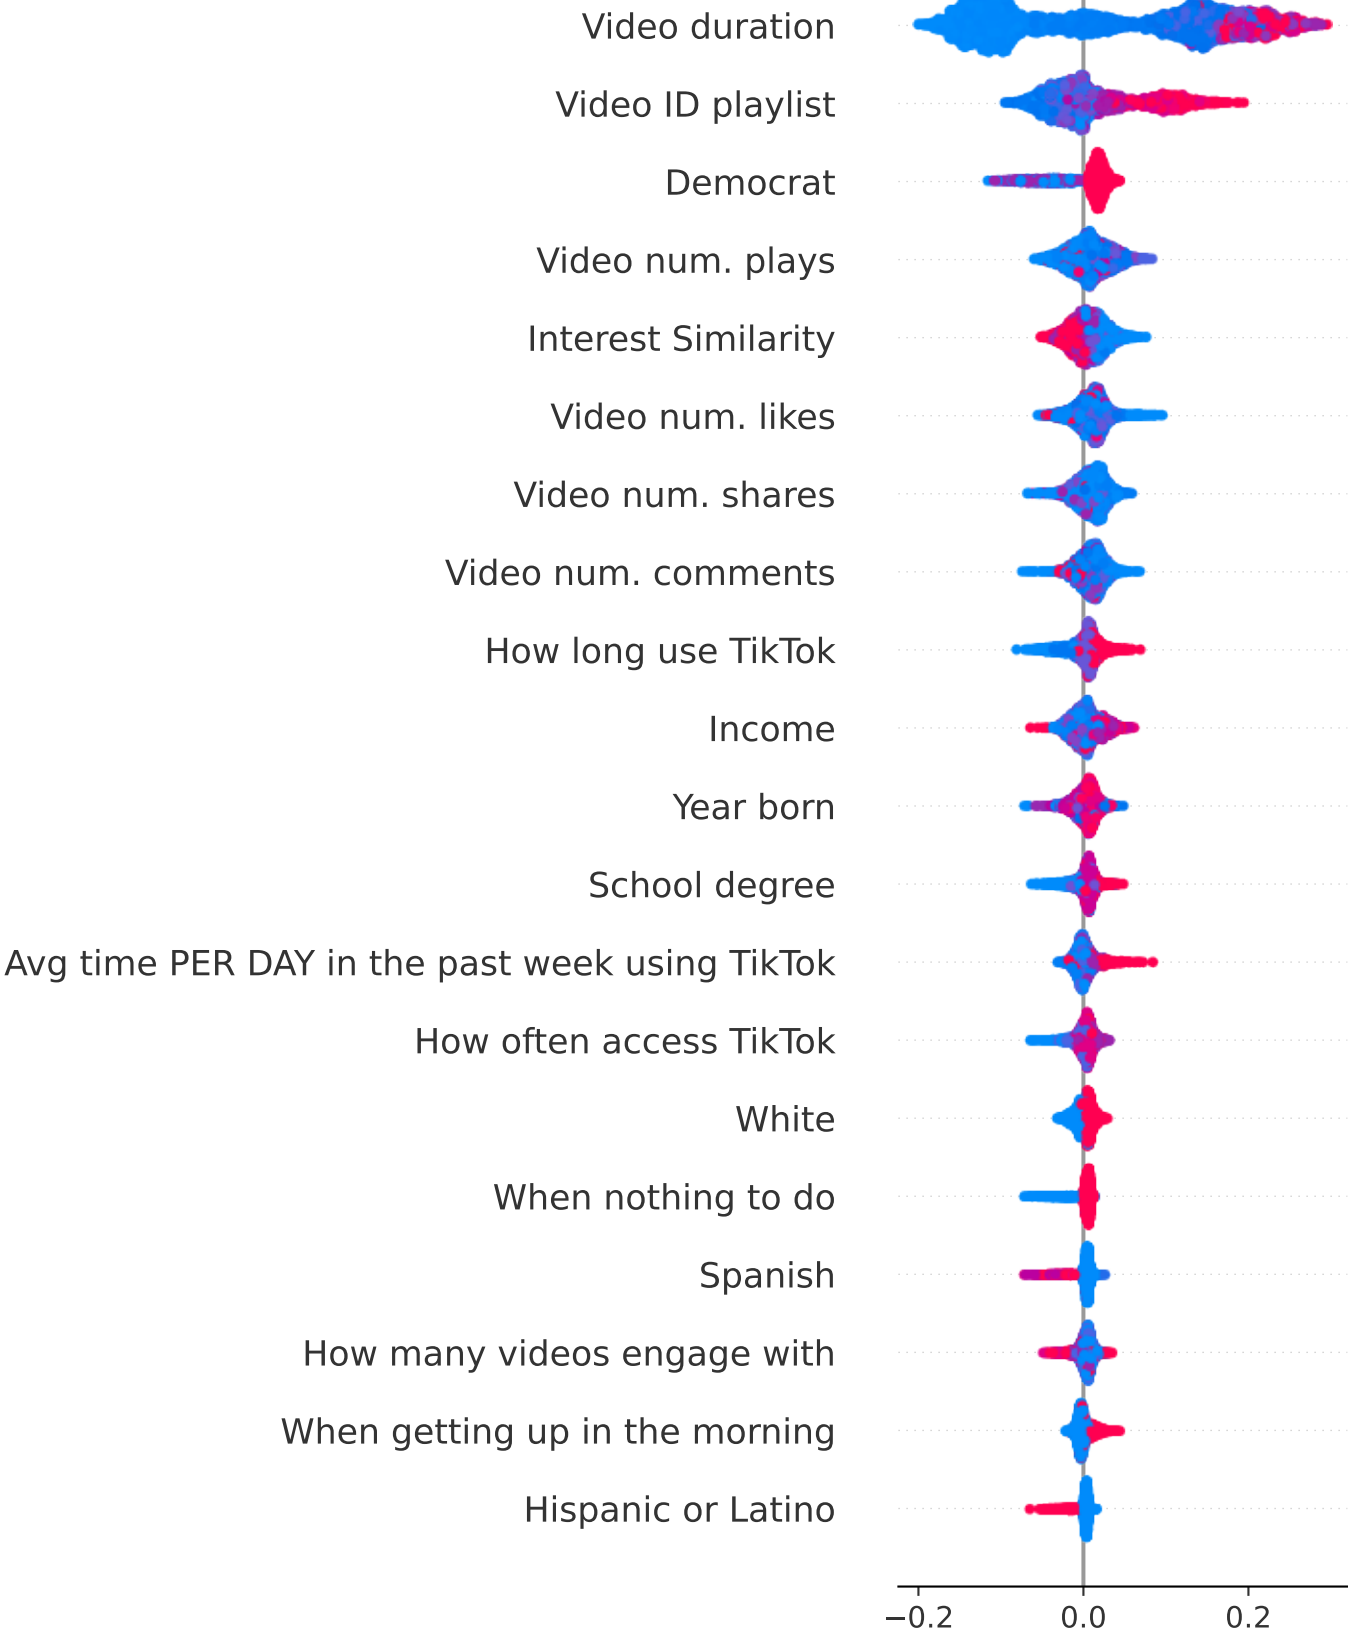 Video duration
Video ID playlist
Democrat
Video num. plays
Interest Similarity
Video num. likes
Video num. shares
Video num. comments
How long use TikTok
Income
Year born
School degree
Avg time PER DAY in the past week using TikTok
How often access TikTok
White
When nothing to do
Spanish
How many videos engage with
When getting up in the morning
Hispanic or Latino
−0.2 0.0 0.2